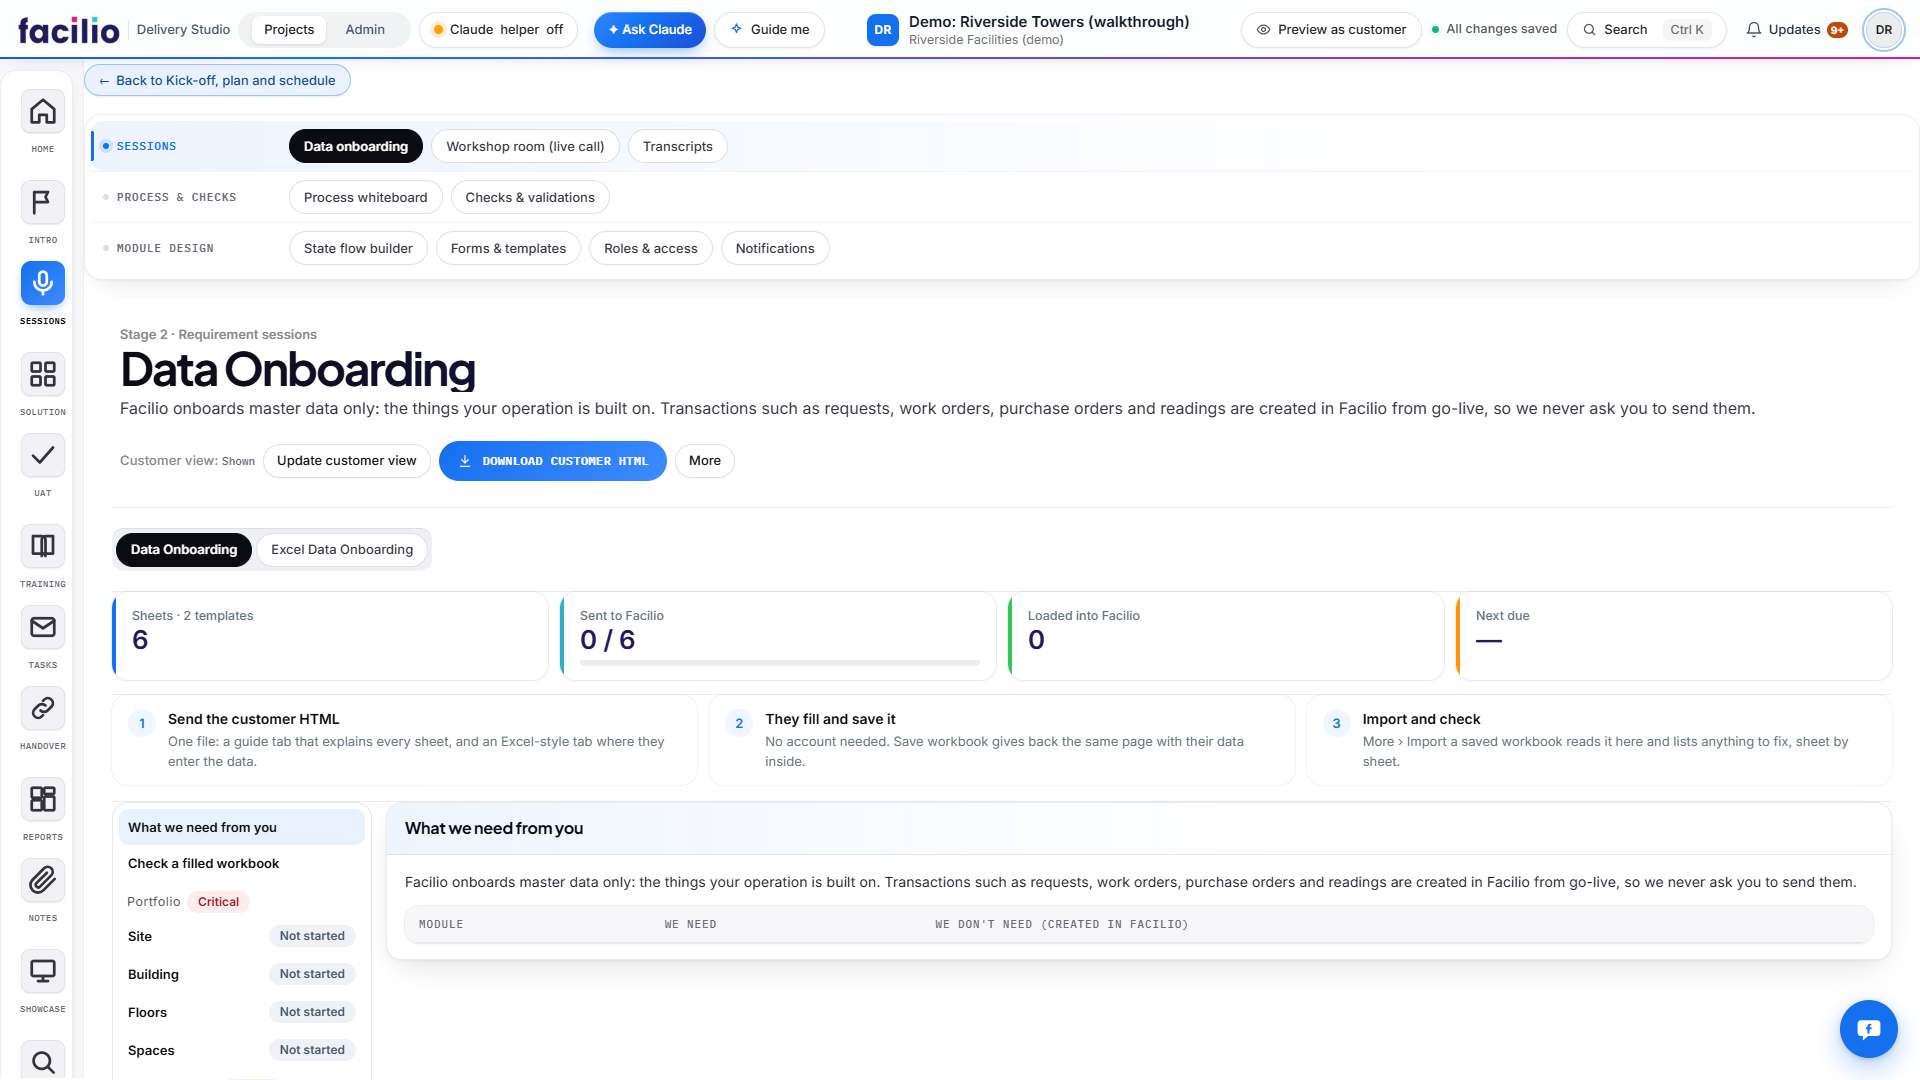 facilio
Delivery Studio
Projects
Admin
Claude helper off
Ask Claude
Guide me
DR
Demo: Riverside Towers (walkthrough)
Riverside Facilities (demo)
Preview as customer
All changes saved
Search
Ctrl K
Updates
9+
DR
← Back to Kick-off, plan and schedule
HOME
INTRO
SESSIONS
SOLUTION
UAT
TRAINING
TASKS
HANDOVER
REPORTS
NOTES
SHOWCASE
SESSIONS
Data onboarding
Workshop room (live call)
Transcripts
PROCESS & CHECKS
Process whiteboard
Checks & validations
MODULE DESIGN
State flow builder
Forms & templates
Roles & access
Notifications
Stage 2 · Requirement sessions
Data Onboarding
Facilio onboards master data only: the things your operation is built on. Transactions such as requests, work orders, purchase orders and readings are created in Facilio from go-live, so we never ask you to send them.
Customer view: Shown
Update customer view
DOWNLOAD CUSTOMER HTML
More
Data Onboarding
Excel Data Onboarding
Sheets · 2 templates
6
Sent to Facilio
0 / 6
Loaded into Facilio
0
Next due
—
1
Send the customer HTML
One file: a guide tab that explains every sheet, and an Excel-style tab where they
enter the data.
2
They fill and save it
No account needed. Save workbook gives back the same page with their data
inside.
3
Import and check
More › Import a saved workbook reads it here and lists anything to fix, sheet by
sheet.
What we need from you
Check a filled workbook
Portfolio Critical
Site Not started
Building Not started
Floors Not started
Spaces Not started
What we need from you
Facilio onboards master data only: the things your operation is built on. Transactions such as requests, work orders, purchase orders and readings are created in Facilio from go-live, so we never ask you to send them.
MODULE
WE NEED
WE DON'T NEED (CREATED IN FACILIO)